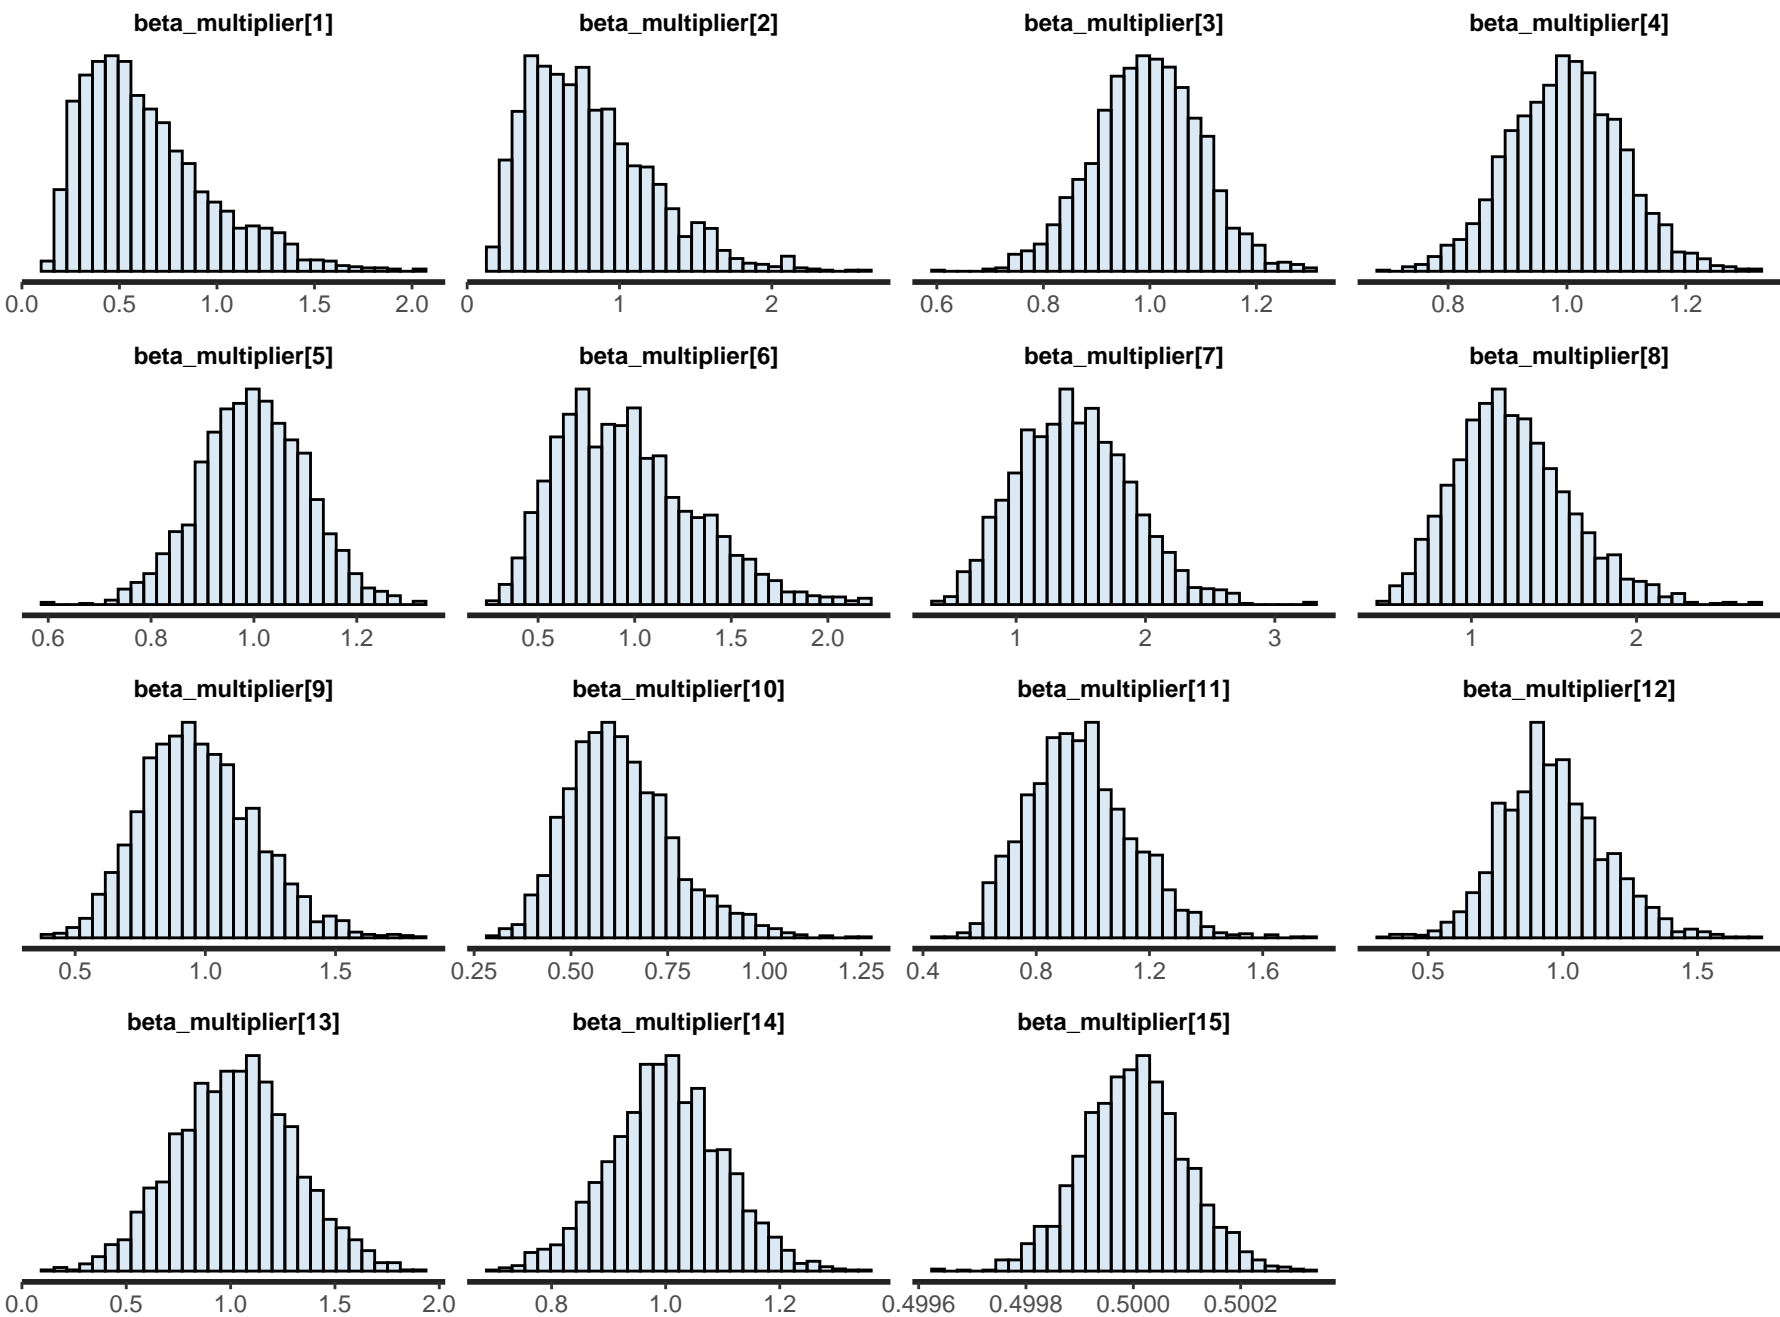 beta_multiplier[1] beta_multiplier[2] beta_multiplier[3] beta_multiplier[4]
0.0 0.5 1.0 1.5 2.0 0 1 2 0.6 0.8 1.0 1.2 0.8 1.0 1.2
beta_multiplier[5] beta_multiplier[6] beta_multiplier[7] beta_multiplier[8]
0.6 0.8 1.0 1.2 0.5 1.0 1.5 2.0 1 2 3 1 2
beta_multiplier[9] beta_multiplier[10] beta_multiplier[11] beta_multiplier[12]
0.5 1.0 1.5 0.25 0.50 0.75 1.00 1.25 0.4 0.8 1.2 1.6 0.5 1.0 1.5
beta_multiplier[13] beta_multiplier[14] beta_multiplier[15]
0.0 0.5 1.0 1.5 2.0 0.8 1.0 1.2 0.4996 0.4998 0.5000 0.5002